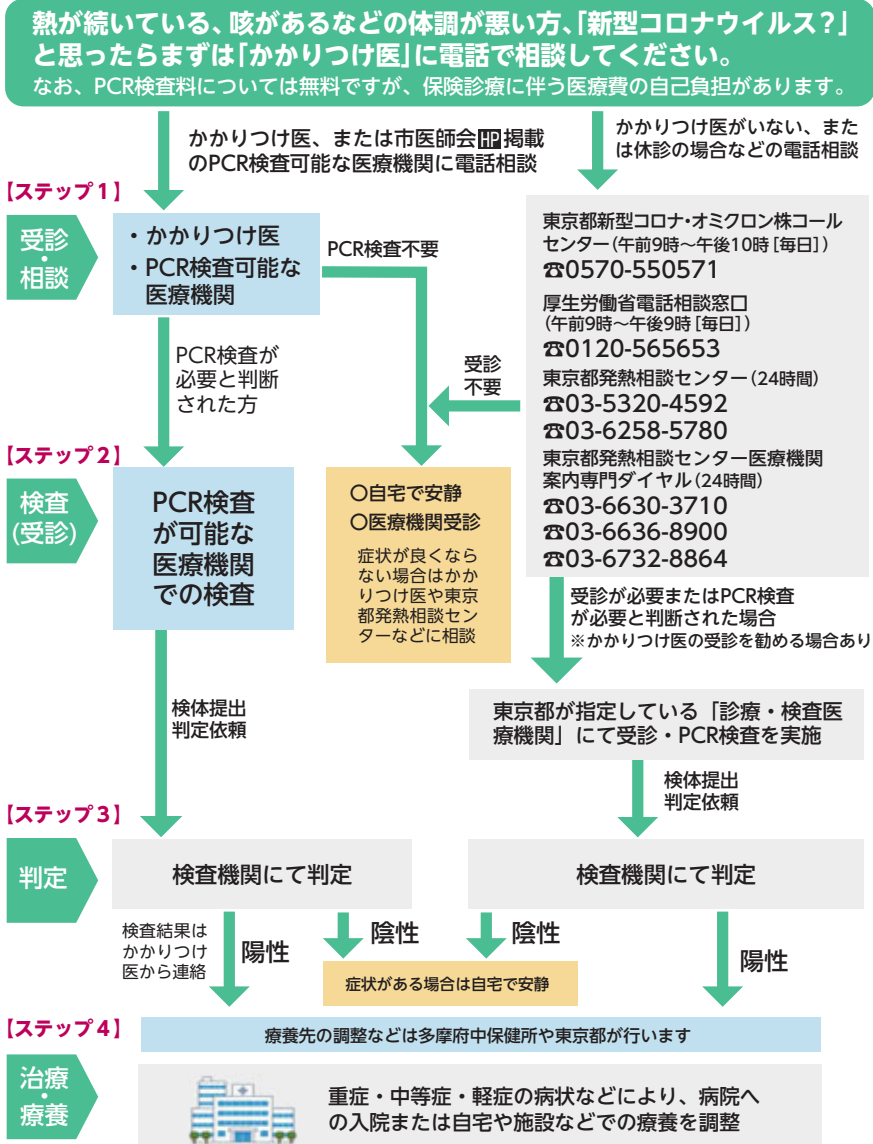 熱が続いている、咳があるなどの体調が悪い方、「新型コロナウイルス?」
と思ったらまずは「かかりつけ医」に電話で相談してください。
なお、PCR検査料については無料ですが、保険診療に伴う医療費の自己負担があります。
かかりつけ医、または市医師会HP掲載
のPCR検査可能な医療機関に電話相談
かかりつけ医がいない、また
は休診の場合などの電話相談
【ステップ1】
受診
・
相談
・かかりつけ医
・PCR検査可能な
医療機関
PCR検査不要
東京都新型コロナ・オミクロン株コール
センター(午前9時~午後10時[毎日])
☎0570-550571
厚生労働省電話相談窓口
(午前9時~午後9時[毎日])
☎0120-565653
東京都発熱相談センター(24時間)
☎03-5320-4592
☎03-6258-5780
東京都発熱相談センター医療機関
案内専門ダイヤル(24時間)
☎03-6630-3710
☎03-6636-8900
☎03-6732-8864
PCR検査が
必要と判断
された方
受診
不要
【ステップ2】
検査
(受診)
PCR検査
が可能な
医療機関
での検査
○自宅で安静
○医療機関受診
症状が良くなら
ない場合はかか
りつけ医や東京
都発熱相談セン
ターなどに相談
受診が必要またはPCR検査
が必要と判断された場合
※かかりつけ医の受診を勧める場合あり
検体提出
判定依頼
東京都が指定している「診療・検査医
療機関」にて受診・PCR検査を実施
検体提出
判定依頼
【ステップ3】
判定
検査機関にて判定
検査機関にて判定
検査結果は
かかりつけ
医から連絡
陽性
陰性
陰性
陽性
症状がある場合は自宅で安静
【ステップ4】
療養先の調整などは多摩府中保健所や東京都が行います
治療
・
療養
重症・中等症・軽症の病状などにより、病院へ
の入院または自宅や施設などでの療養を調整